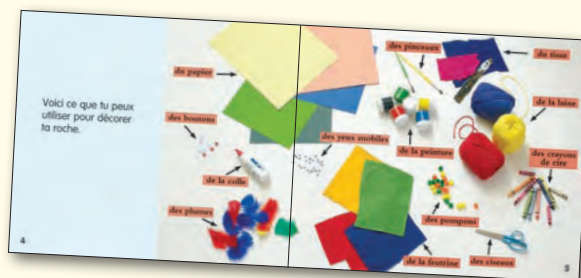 Voici ce que tu peux
utiliser pour décorer
ta roche.
du papier
des boutons
de la colle
des plumes
4
des pinceaux
du tissu
de la laine
des yeux mobiles
de la peinture
des crayons
de cire
des pompons
de la feutrine
des ciseaux
5